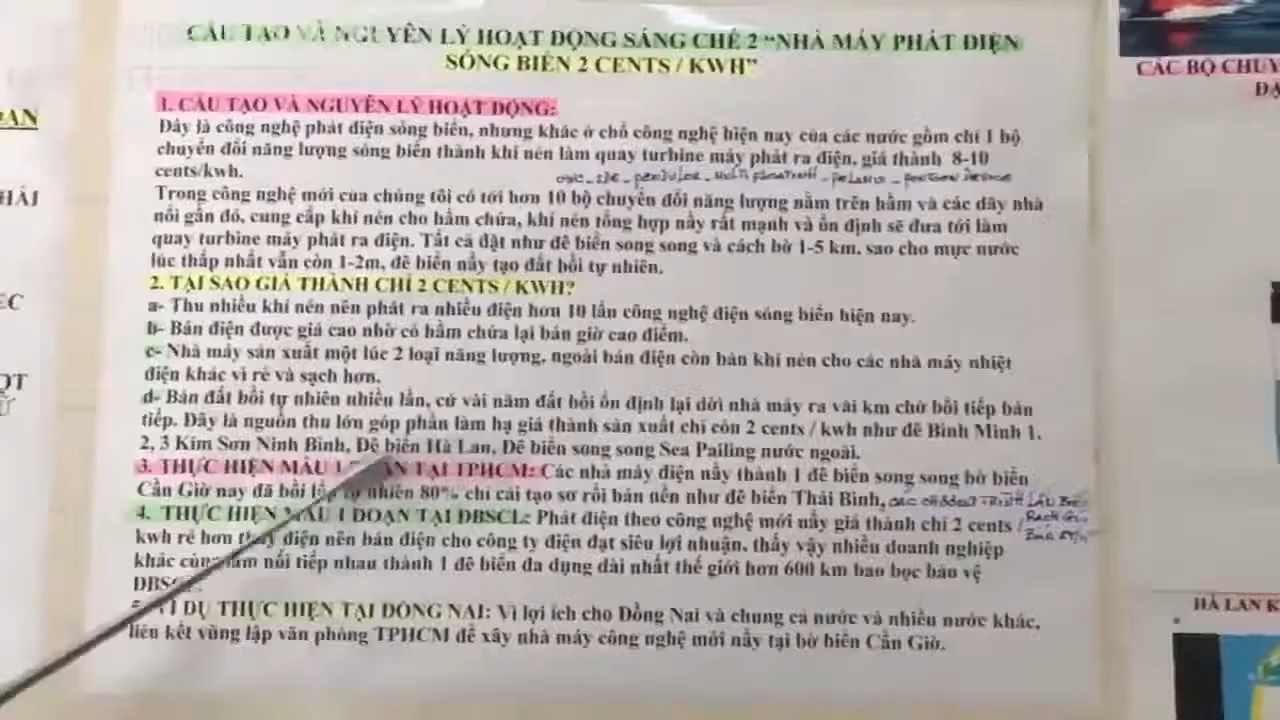 CẤU TẠO VÀ NGUYÊN LÝ HOẠT ĐỘNG SÁNG CHẾ 2 “NHÀ MÁY PHÁT ĐIỆN
SÓNG BIỂN 2 CENTS / KWH”
1. CẤU TẠO VÀ NGUYÊN LÝ HOẠT ĐỘNG:
Đây là công nghệ phát điện sóng biển, nhưng khác ở chỗ công nghệ hiện nay của các nước gồm chỉ 1 bộ
chuyển đổi năng lượng sóng biển thành khí nén làm quay turbine máy phát ra điện, giá thành 8-10
cents/kwh.
Trong công nghệ mới của chúng tôi có tới hơn 10 bộ chuyển đổi năng lượng nằm trên hầm và các dãy nhà
nổi gần đó, cung cấp khí nén cho hầm chứa, khí nén tổng hợp nầy rất mạnh và ổn định sẽ đưa tới làm
quay turbine máy phát ra điện. Tất cả đặt như đê biển song song và cách bờ 1-5 km, sao cho mực nước
lúc thấp nhất vẫn còn 1-2m, đê biển nầy tạo đất bồi tự nhiên.
2. TẠI SAO GIÁ THÀNH CHỈ 2 CENTS / KWH?
a- Thu nhiều khí nén nên phát ra nhiều điện hơn 10 lần công nghệ điện sóng biển hiện nay.
b- Bán điện được giá cao nhờ có hầm chứa lại bán giờ cao điểm.
c- Nhà máy sản xuất một lúc 2 loại năng lượng, ngoài bán điện còn bán khí nén cho các nhà máy nhiệt
điện khác vì rẻ và sạch hơn.
d- Bán đất bồi tự nhiên nhiều lần, cứ vài năm đất bồi ổn định lại dời nhà máy ra vài km chờ bồi tiếp bán
tiếp. Đây là nguồn thu lớn góp phần làm hạ giá thành sản xuất chỉ còn 2 cents / kwh như đê Bình Minh 1,
2, 3 Kim Sơn Ninh Bình, Đê biển Hà Lan, Đê biển song song Sea Pailing nước ngoài.
3. THỰC HIỆN MẪU 1 TẠI TPHCM: Các nhà máy điện nầy thành 1 đê biển song song bờ biển
Cần Giờ nay đã bồi tự nhiên 80% chỉ cải tạo sơ rồi bán nền như đê biển Thái Bình,
4. THỰC HIỆN MẪU 1 ĐOẠN TẠI ĐBSCL: Phát điện theo công nghệ mới nầy giá thành chỉ 2 cents /
kwh rẻ hơn điện nên bán điện cho công ty điện đạt siêu lợi nhuận, thấy vậy nhiều doanh nghiệp
khác nối tiếp nhau thành 1 đê biển đa dụng dài nhất thế giới hơn 600 km bao bọc bảo vệ
DỤ THỰC HIỆN TẠI ĐỒNG NAI: Vì lợi ích cho Đồng Nai và chung cả nước và nhiều nước khác,
liên kết vùng lập văn phòng TPHCM để xây nhà máy công nghệ mới nầy tại bờ biển Cần Giờ.
CÁC BỘ
HÀ LAN